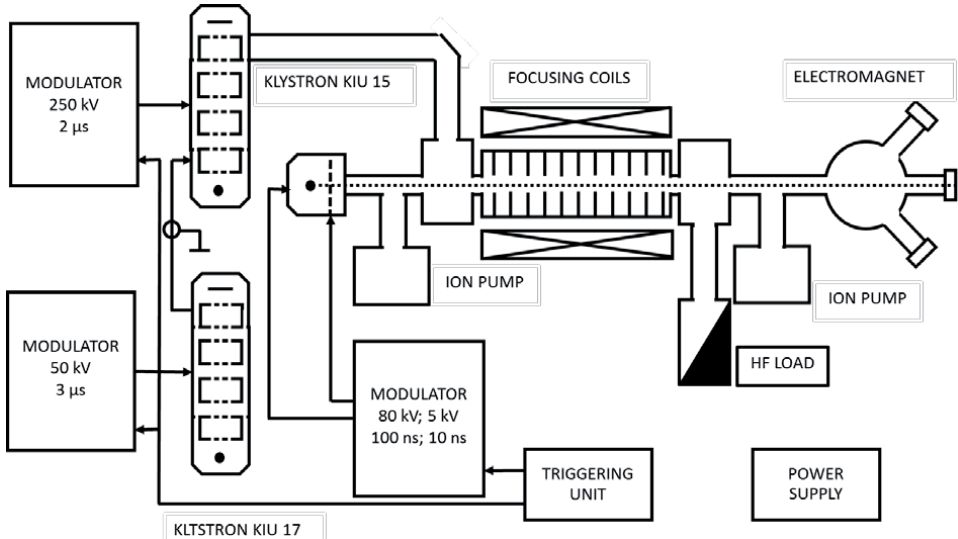 MODULATOR
250 kV
2 µs
KLYSTRON KIU 15
FOCUSING COILS
ELECTROMAGNET
ION PUMP
ION PUMP
MODULATOR
50 kV
3 µs
MODULATOR
80 kV; 5 kV
100 ns; 10 ns
HF LOAD
TRIGGERING
UNIT
POWER
SUPPLY
KLTSTRON KIU 17